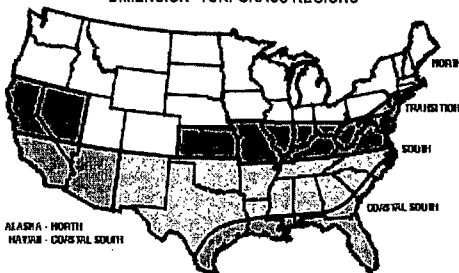 DIMENSION TURFGRASS REGIONS
NORTH
TRANSITION
SOUTH
COASTAL SOUTH
ALASKA - NORTH
HAWAII - COASTAL SOUTH